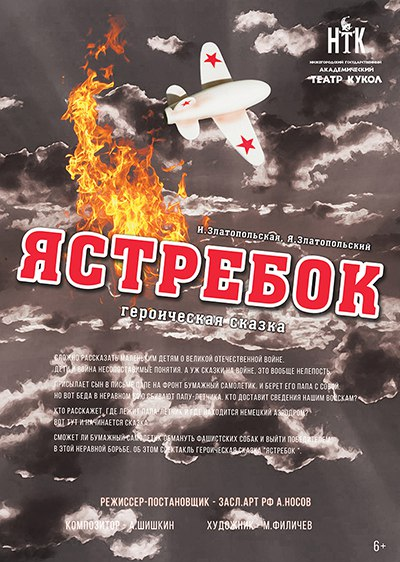 НТК
НИЖЕГОРОДСКИЙ ГОСУДАРСТВЕННЫЙ
АКАДЕМИЧЕСКИЙ
ТЕАТР КУКОЛ
И.Златопольская, Я.Златопольский
ЯСТРЕБОК
героическая сказка
СЛОЖНО РАССКАЗАТЬ МАЛЕНЬКИМ ДЕТЯМ О ВЕЛИКОЙ ОТЕЧЕСТВЕННОЙ ВОЙНЕ.
ДЕТИ И ВОЙНА НЕСОПОСТАВИМЫЕ ПОНЯТИЯ. А УЖ СКАЗКИ НА ВОЙНЕ, ЭТО ВООБЩЕ НЕЛЕПОСТЬ.
ПРИСЫЛАЕТ СЫН В ПИСЬМЕ ПАПЕ НА ФРОНТ БУМАЖНЫЙ САМОЛЕТИК. И БЕРЕТ ЕГО ПАПА С СОБОЙ.
НО ВОТ БЕДА В НЕРАВНОМ БОЮ СБИВАЮТ ПАПУ-ЛЕТЧИКА. КТО ДОСТАВИТ СВЕДЕНИЯ НАШИМ ВОЙСКАМ?
КТО РАССКАЖЕТ, ГДЕ ЛЕЖИТ ПАПА-ЛЕТЧИК И ГДЕ НАХОДИТСЯ НЕМЕЦКИЙ АЭРОДРОМ?
ВОТ ТУТ И НАЧИНАЕТСЯ СКАЗКА...
СМОЖЕТ ЛИ БУМАЖНЫЙ САМОЛЕТИК ОБМАНУТЬ ФАШИСТСКИХ СОБАК И ВЫЙТИ ПОБЕДИТЕЛЕМ
В ЭТОЙ НЕРАВНОЙ БОРЬБЕ. ОБ ЭТОМ СПЕКТАКЛЬ ГЕРОИЧЕСКАЯ СКАЗКА "ЯСТРЕБОК ".
РЕЖИССЕР-ПОСТАНОВЩИК - ЗАСЛ.АРТ РФ А.НОСОВ
КОМПОЗИТОР - А.ШИШКИН ХУДОЖНИК - М.ФИЛИЧЕВ
6+